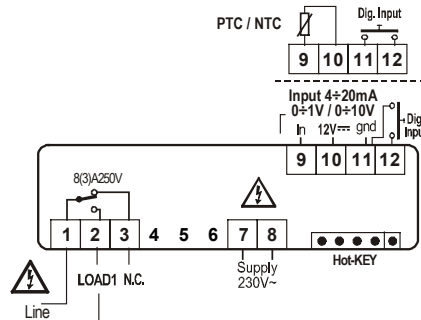 PTC / NTC
Dig. Input
9 10 11 12
Input 4÷20mA
0÷1V / 0÷10V
In 12V⎓ gnd
Dig.
Input
9 10 11 12
8(3)A250V
1 2 3 4 5 6 7 8
LOAD1 N.C.
Supply
230V~
Hot-KEY
Line